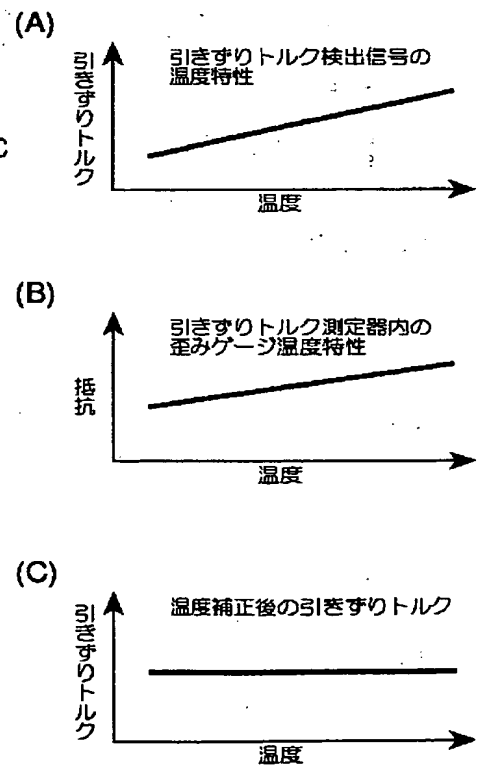 (A)
引きずりトルク
引きずりトルク検出信号の
温度特性
温度
(B)
抵抗
引きずりトルク測定器内の
歪みゲージ温度特性
温度
(C)
引きずりトルク
温度補正後の引きずりトルク
温度